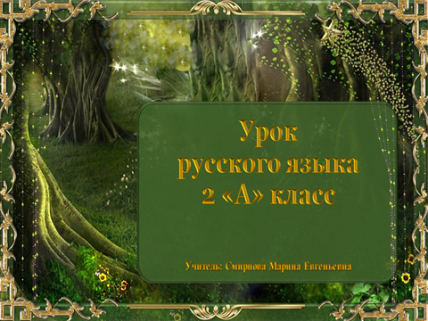 Урок
русского языка
2 «А» класс
Учитель: Смирнова Марина Евгеньевна